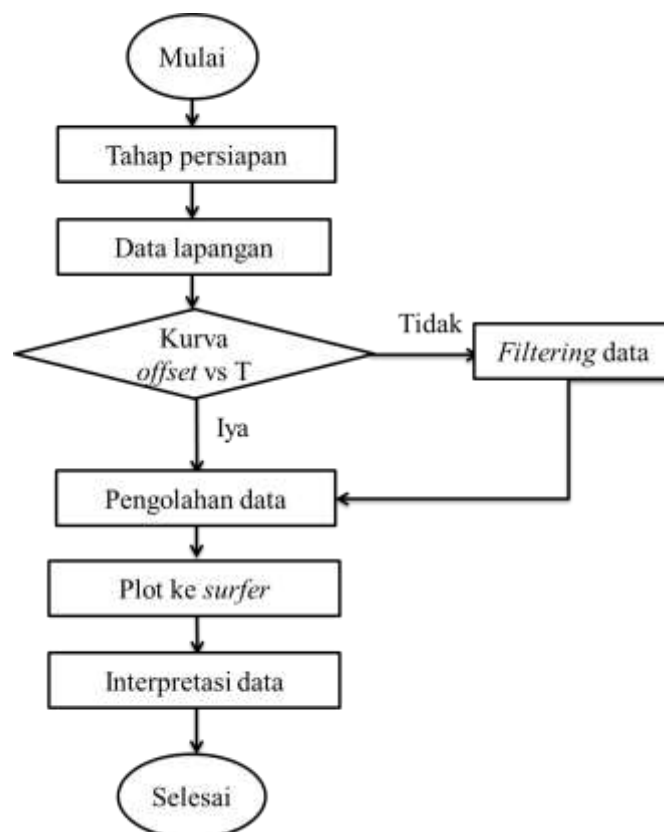 Mulai
Tahap persiapan
Data lapangan
Kurva
offset vs T
Tidak
Filtering data
Iya
Pengolahan data
Plot ke surfer
Interpretasi data
Selesai